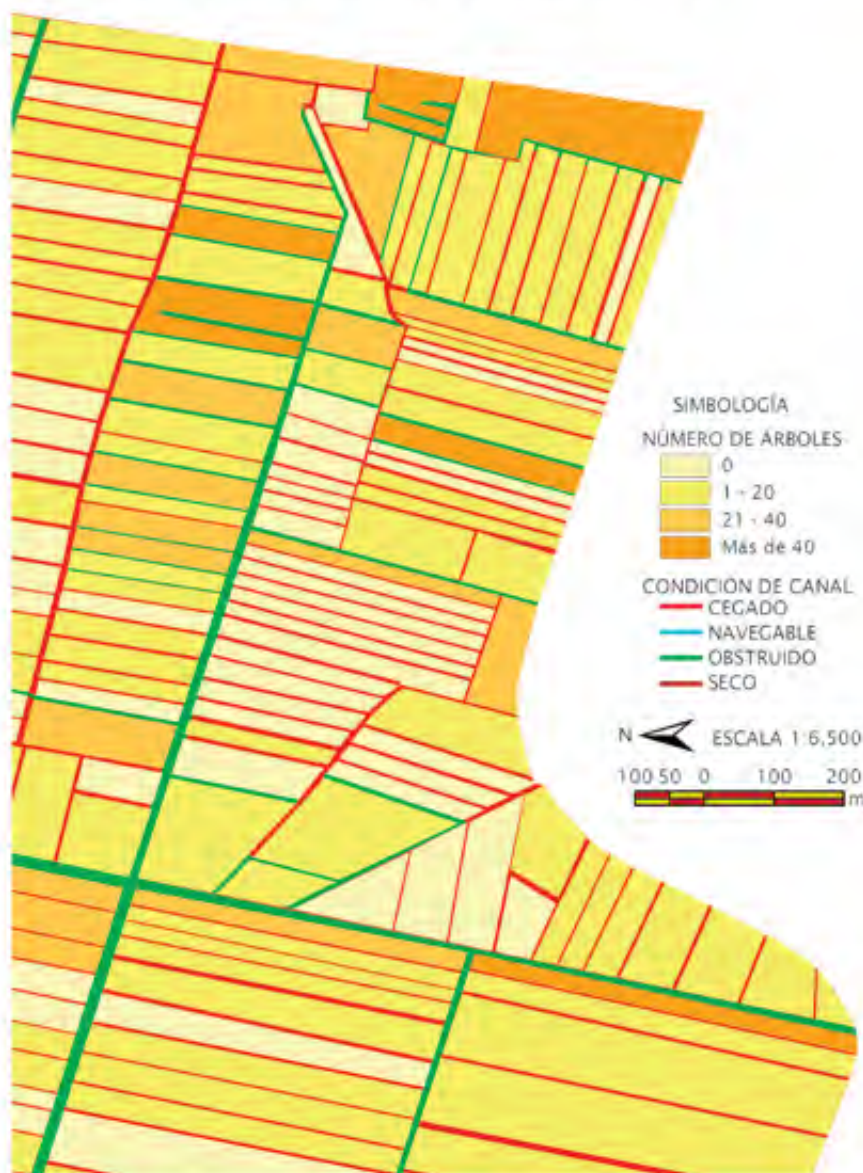 SIMBOLOGÍA
NÚMERO DE ÁRBOLES
0
1 - 20
21 - 40
Más de 40
CONDICIÓN DE CANAL
CEGADO
NAVEGABLE
OBSTRUIDO
SECO
N ESCALA 1:6,500
100 50 0 100 200
m